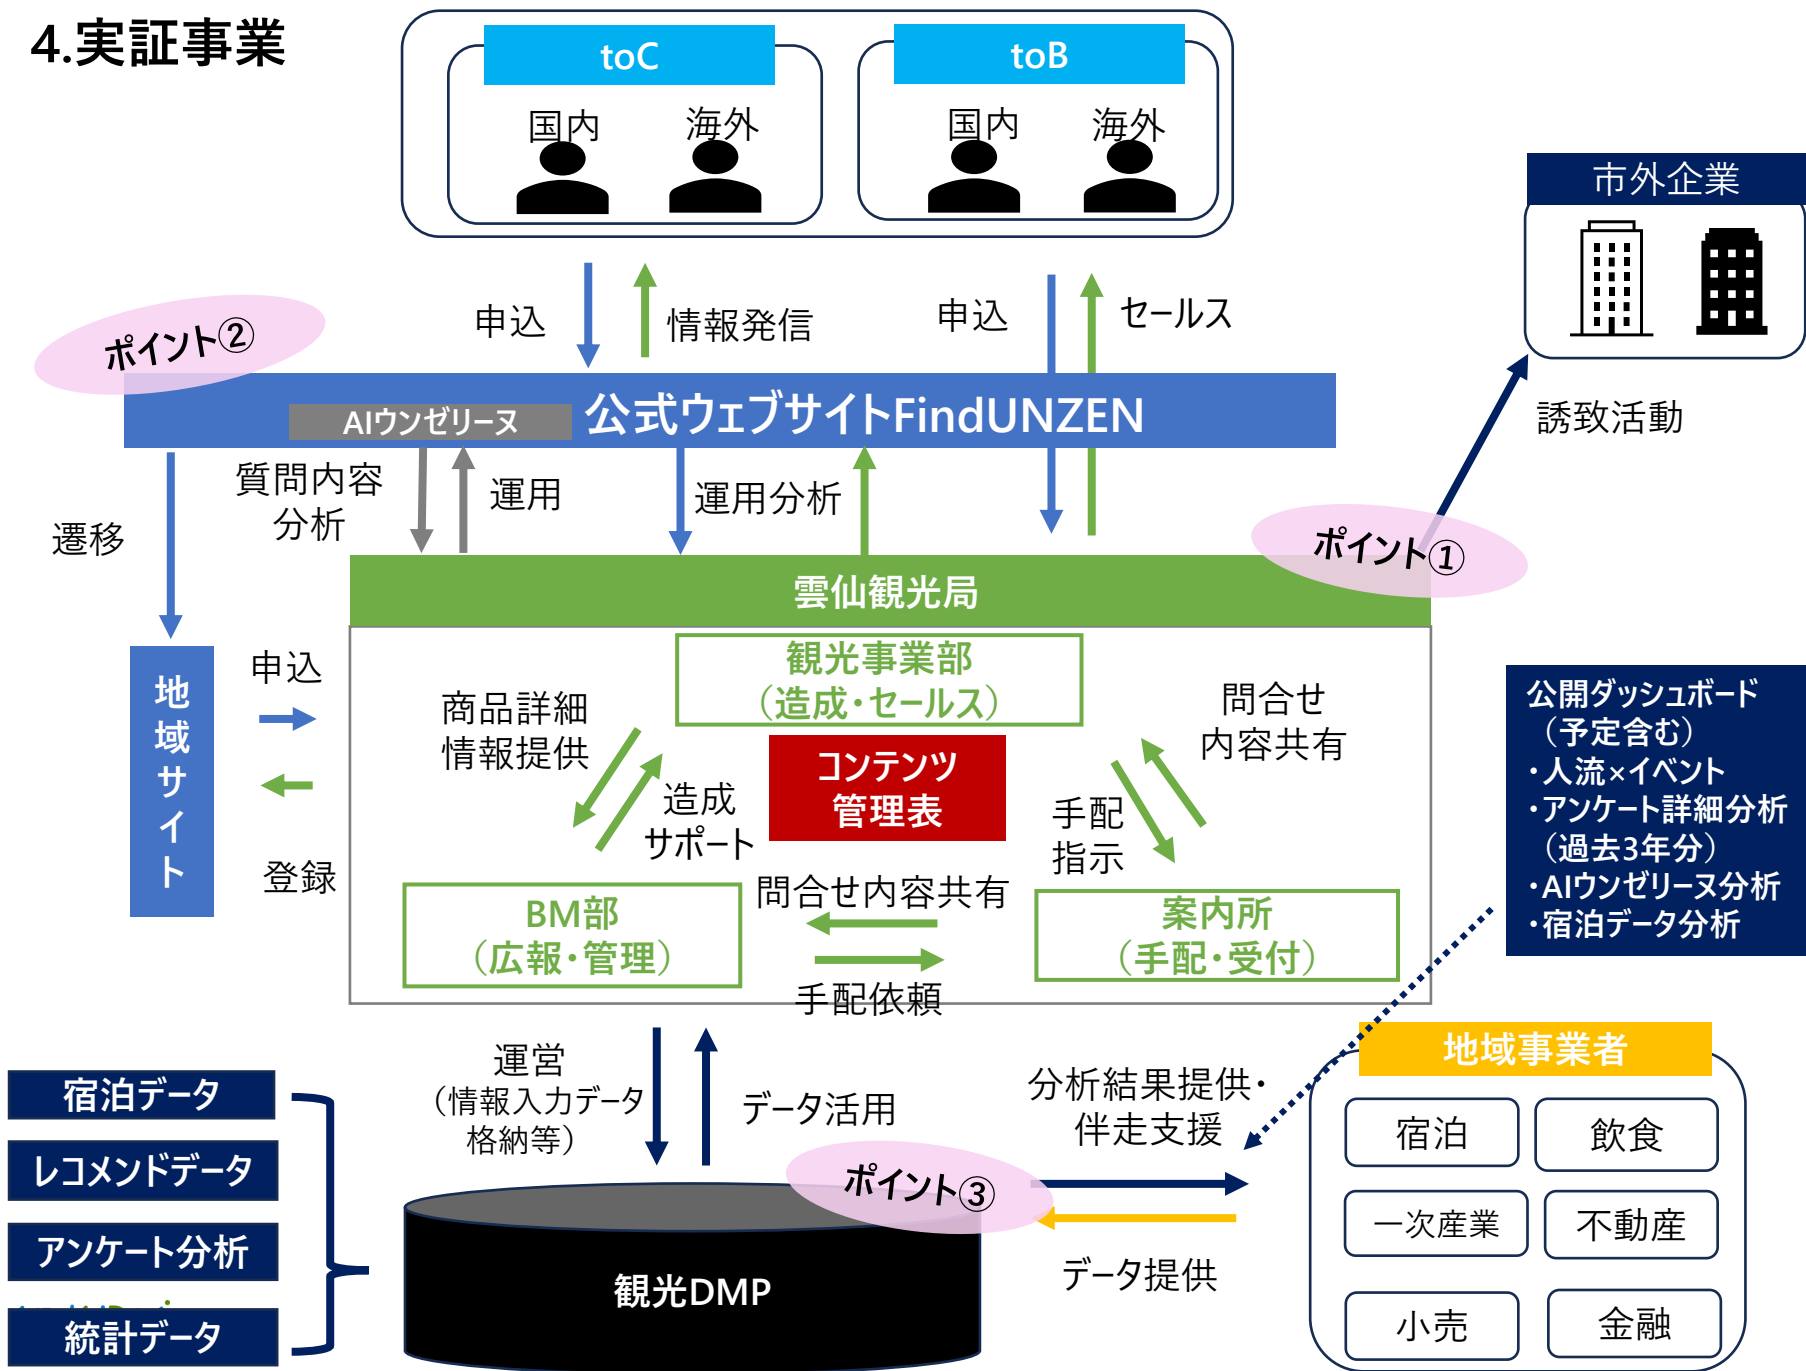 4.実証事業
toC
国内
海外
toB
国内
海外
市外企業
申込
情報発信
申込
セールス
誘致活動
ポイント②
AIウンゼリーヌ
公式ウェブサイトFindUNZEN
遷移
質問内容
分析
運用
運用分析
ポイント①
雲仙観光局
地域サイト
申込
登録
観光事業部
（造成・セールス）
商品詳細
情報提供
造成
サポート
コンテンツ
管理表
問合せ
内容共有
手配
指示
BM部
（広報・管理）
問合せ内容共有
手配依頼
案内所
（手配・受付）
公開ダッシュボード
（予定含む）
・人流×イベント
・アンケート詳細分析
（過去3年分）
・AIウンゼリーヌ分析
・宿泊データ分析
宿泊データ
レコメンドデータ
アンケート分析
統計データ
運営
（情報入力データ
格納等）
データ活用
ポイント③
観光DMP
分析結果提供・
伴走支援
データ提供
地域事業者
宿泊
飲食
一次産業
不動産
小売
金融